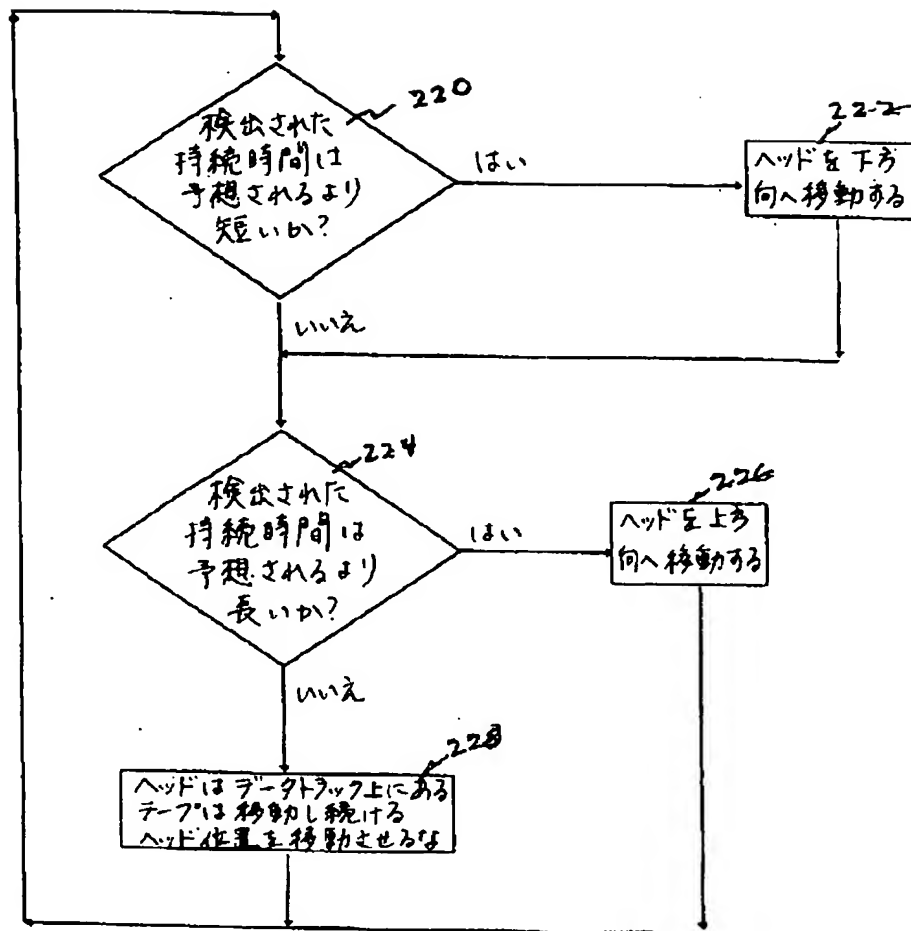 220
検出された
持続時間は
予想されるより
短いか?
はい
222
ヘッドを下方
向へ移動する
いいえ
224
検出された
持続時間は
予想されるより
長いか?
はい
226
ヘッドを上方
向へ移動する
いいえ
228
ヘッドはデータトラック上にある
テープは移動し続ける
ヘッド位置を移動させるな